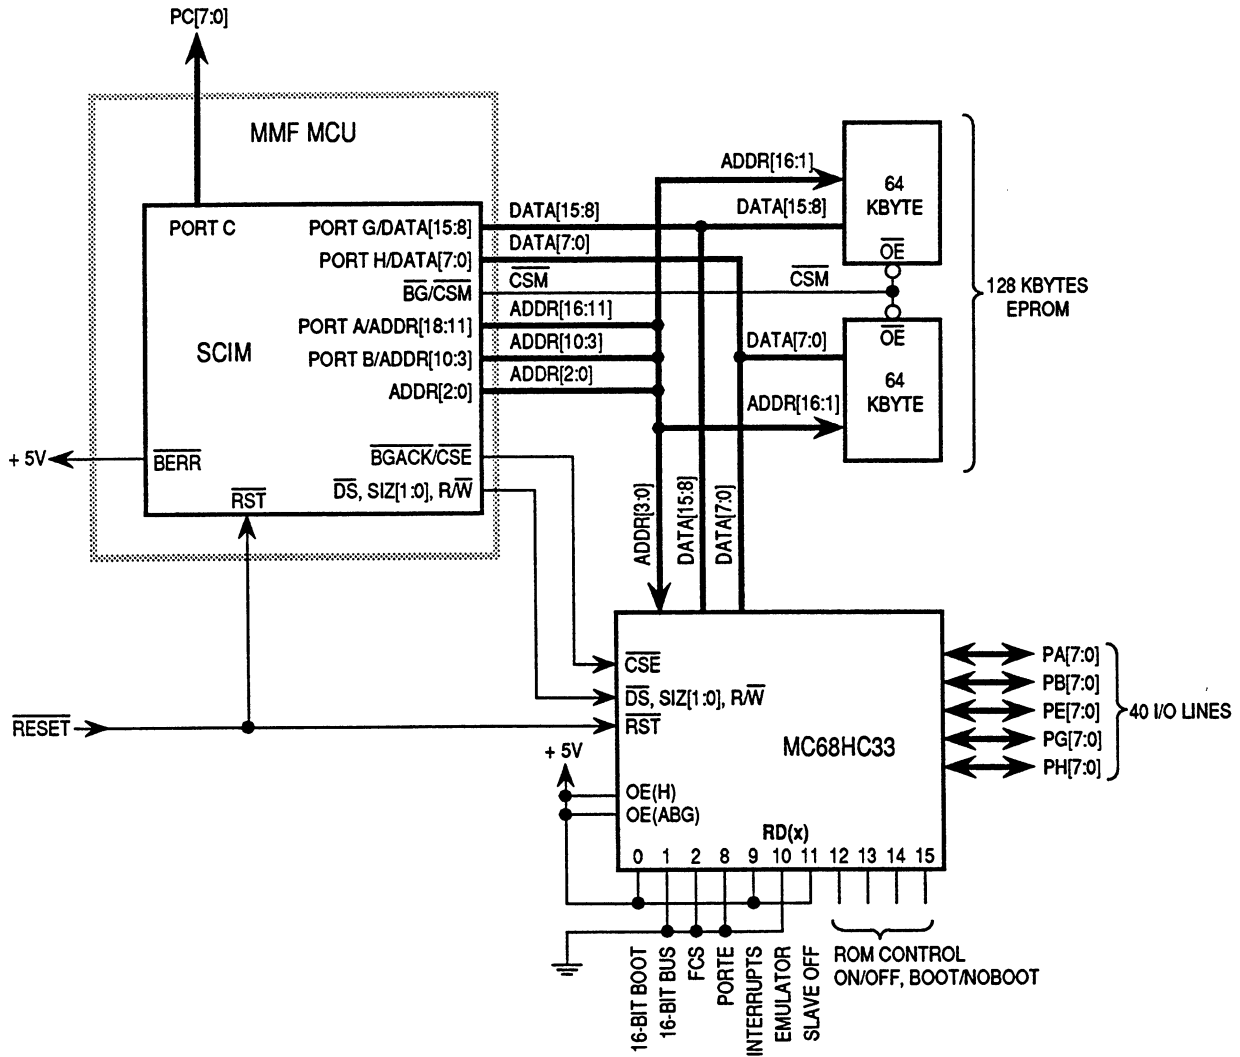 PC[7:0]
MMF MCU
PORT C
PORT G/DATA[15:8]
PORT H/DATA[7:0]
BG/CSM
PORT A/ADDR[18:11]
PORT B/ADDR[10:3]
ADDR[2:0]
SCIM
BERR
BGACK/CSE
DS, SIZ[1:0], R/W
RST
+ 5V
DATA[15:8]
DATA[7:0]
CSM
ADDR[16:11]
ADDR[10:3]
ADDR[2:0]
ADDR[16:1]
DATA[15:8]
64
KBYTE
OE
CSM
OE
DATA[7:0]
64
KBYTE
ADDR[16:1]
128 KBYTES
EPROM
ADDR[3:0]
DATA[15:8]
DATA[7:0]
RESET
CSE
DS, SIZ[1:0], R/W
RST
MC68HC33
+ 5V
OE(H)
OE(ABG)
RD(x)
0 1 2 8 9 10 11 12 13 14 15
PA[7:0]
PB[7:0]
PE[7:0]
PG[7:0]
PH[7:0]
40 I/O LINES
16-BIT BOOT
16-BIT BUS
FCS
PORTE
INTERRUPTS
EMULATOR
SLAVE OFF
ROM CONTROL
ON/OFF, BOOT/NOBOOT